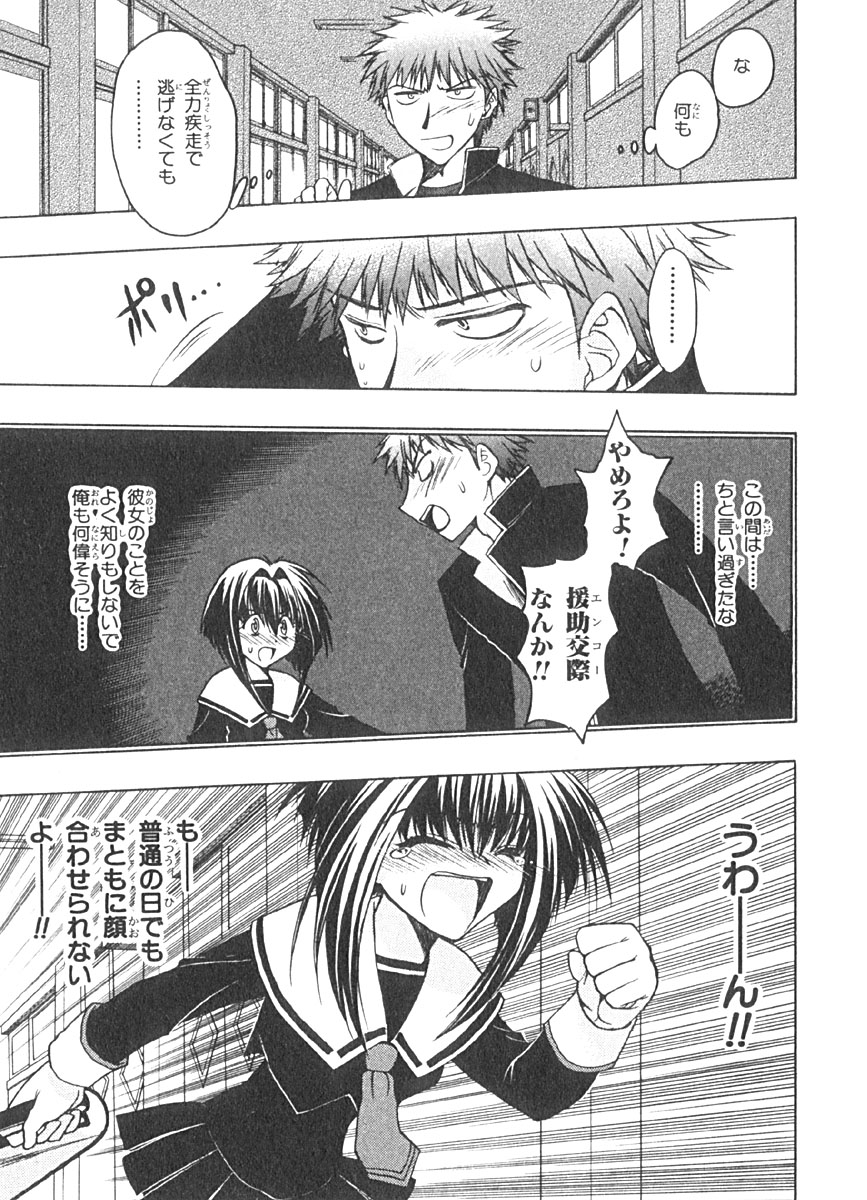 な
何も
全力疾走で
逃げなくても
…………
…………
ポリ…
この間は……
ちと言い過ぎたな
…………
やめろよ!
援助交際
なんか!!
彼女のことを
よく知りもしないで
俺も何偉そうに……
うわーん!!
も──
普通の日でも
まともに顔
合わせられない
よ──!!